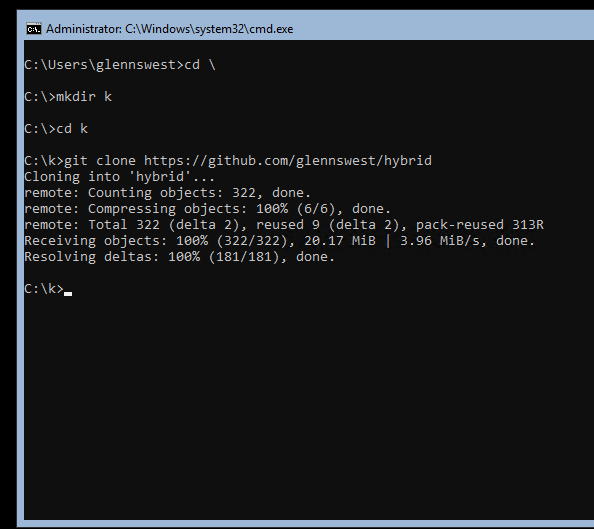 Administrator: C:\Windows\system32\cmd.exe
C:\Users\glennswest>cd \
C:\>mkdir k
C:\>cd k
C:\k>git clone https://github.com/glennswest/hybrid
Cloning into 'hybrid'...
remote: Counting objects: 322, done.
remote: Compressing objects: 100% (6/6), done.
remote: Total 322 (delta 2), reused 9 (delta 2), pack-reused 313R
Receiving objects: 100% (322/322), 20.17 MiB | 3.96 MiB/s, done.
Resolving deltas: 100% (181/181), done.
C:\k>